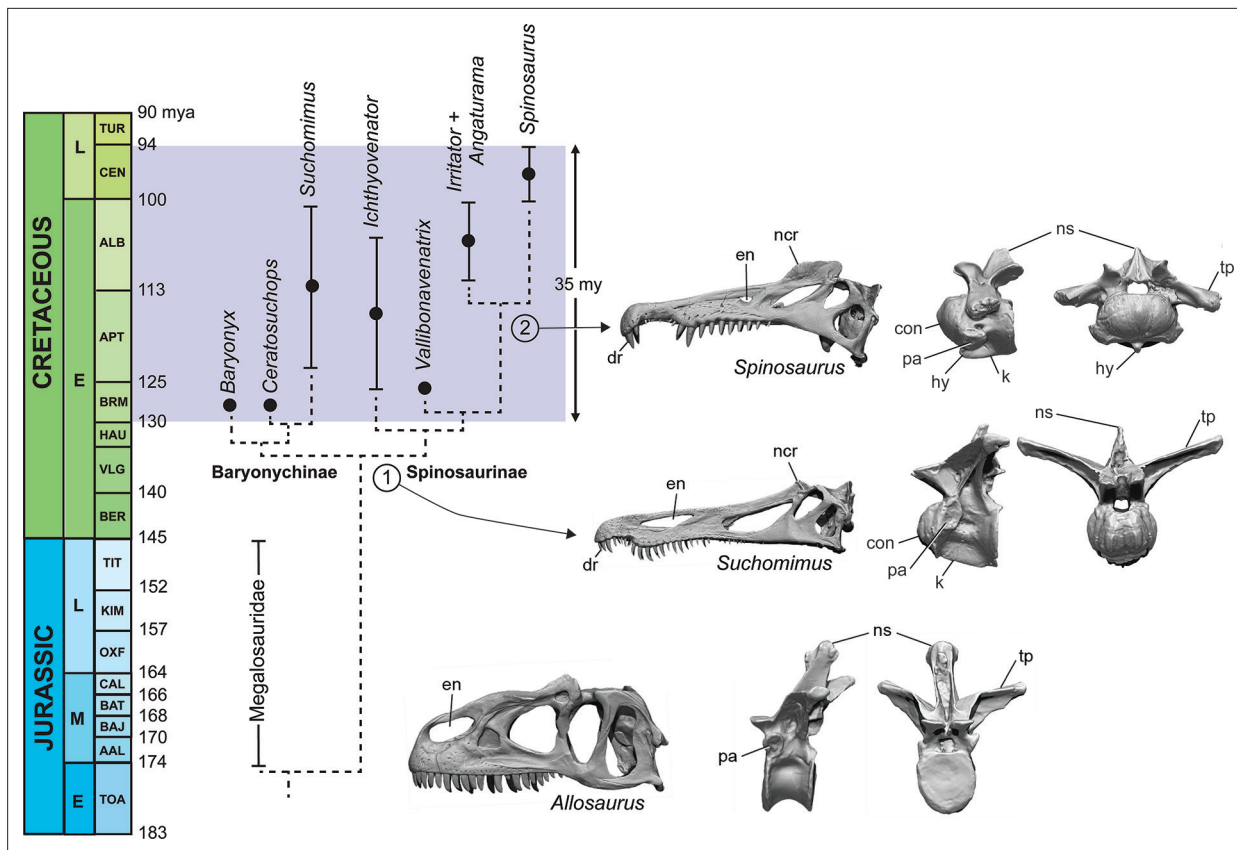 90 mya
94
100
113
125
130
140
145
152
157
164
166
168
170
174
183
CRETACEOUS
JURASSIC
L
E
L
M
E
TUR
CEN
ALB
APT
BRM
HAU
VLG
BER
TIT
KIM
OXF
CAL
BAT
BAJ
AAL
TOA
Baryonyx
Ceratosuchops
Suchomimus
Ichthyovenator
Vallibonavenatrix
Irritator +
Angaturama
Spinosaurus
35 my
Baryonychinae
1
Spinosaurinae
2
Megalosauridae
en
ncr
dr
Spinosaurus
ns
tp
con
pa
hy
k
hy
en
ncr
dr
Suchomimus
ns
tp
con
pa
k
en
Allosaurus
ns
tp
pa